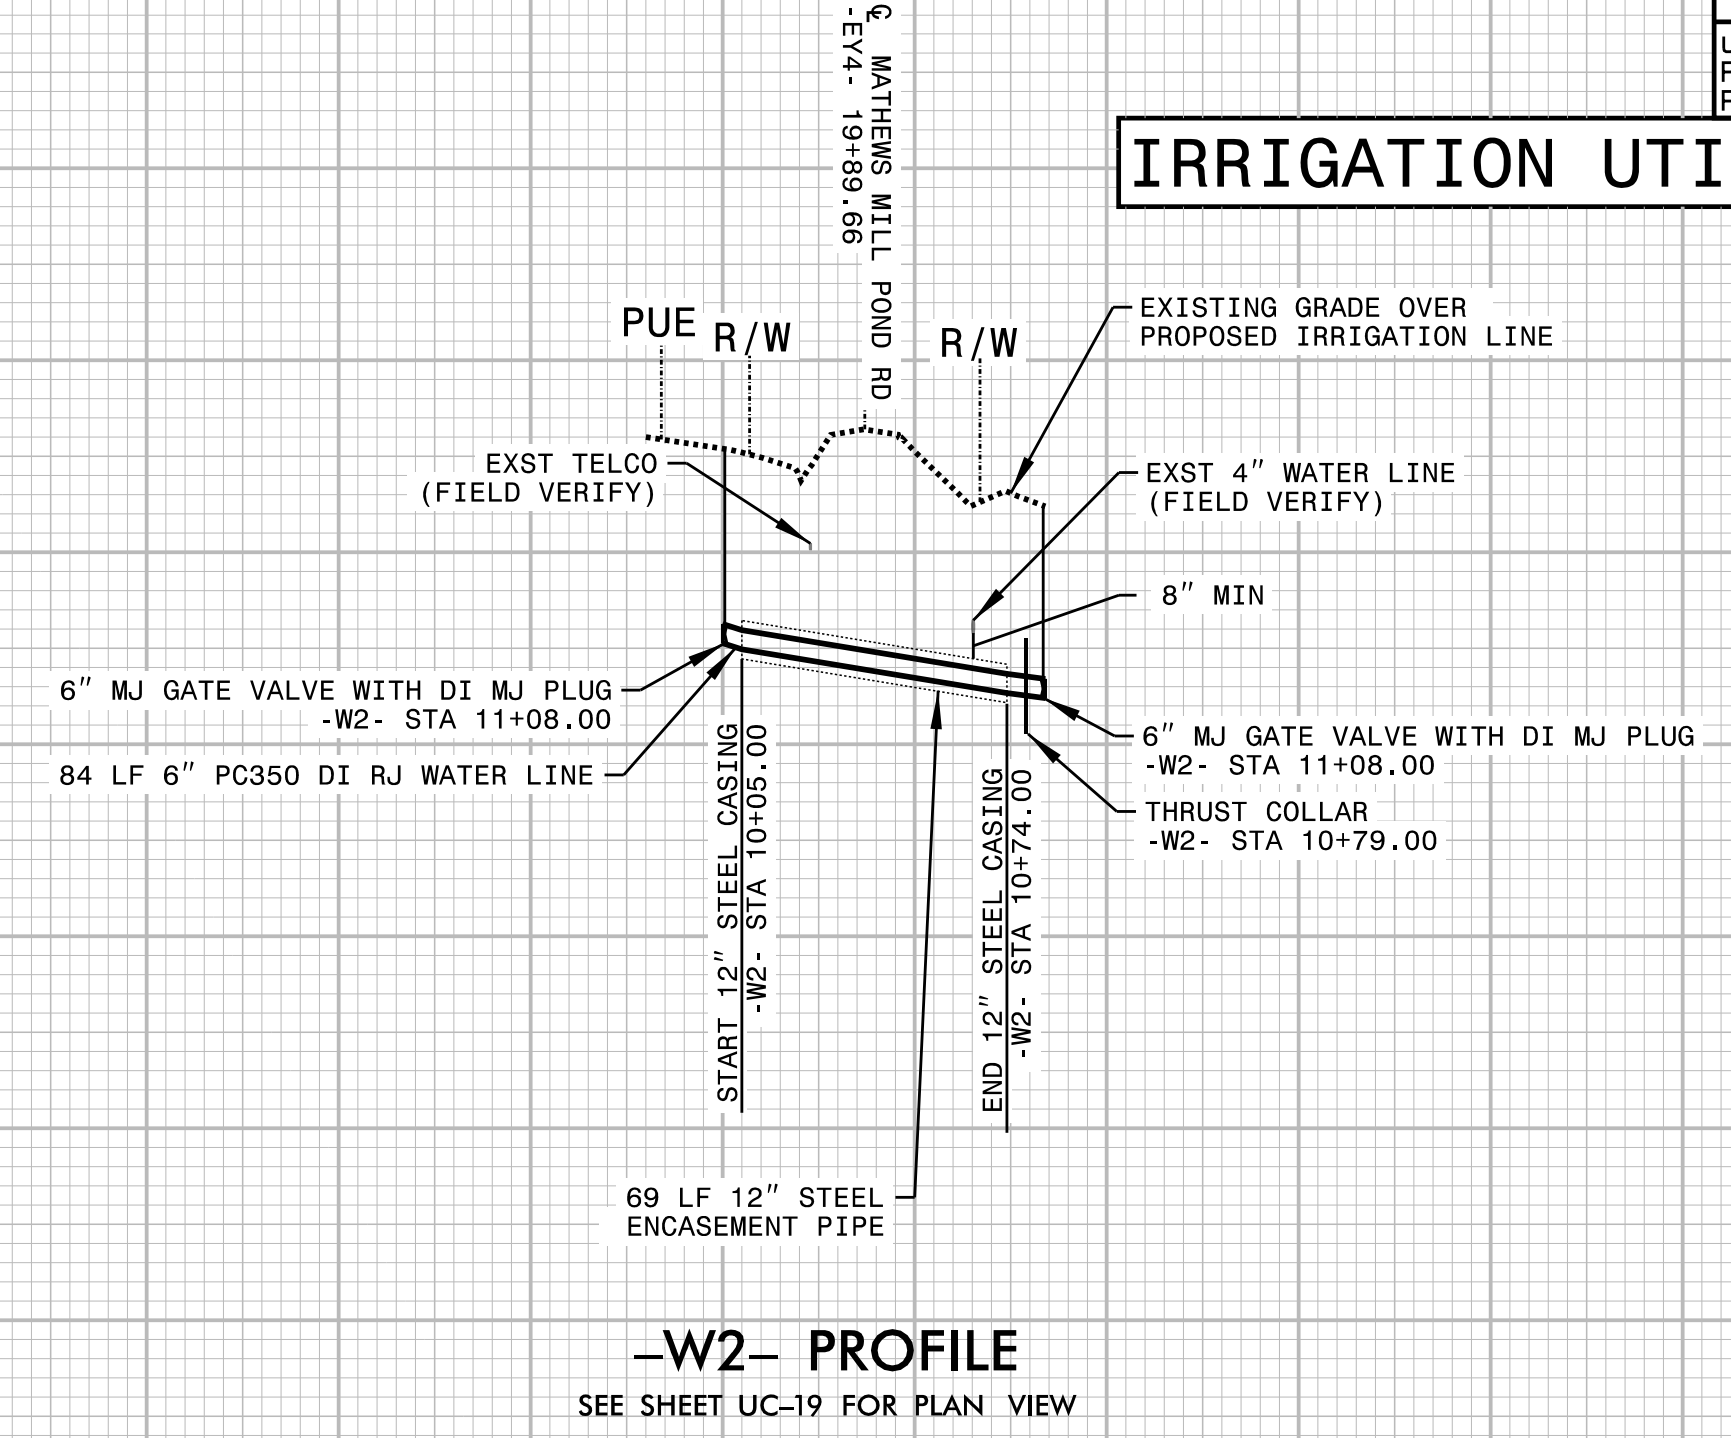 ℄ MATHEWS MILL POND RD
-EY4- 19+89.66
IRRIGATION UTI
PUE
R/W
R/W
EXISTING GRADE OVER
PROPOSED IRRIGATION LINE
EXST TELCO
(FIELD VERIFY)
EXST 4" WATER LINE
(FIELD VERIFY)
8" MIN
6" MJ GATE VALVE WITH DI MJ PLUG
-W2- STA 11+08.00
84 LF 6" PC350 DI RJ WATER LINE
6" MJ GATE VALVE WITH DI MJ PLUG
-W2- STA 11+08.00
THRUST COLLAR
-W2- STA 10+79.00
START 12" STEEL CASING
-W2- STA 10+05.00
END 12" STEEL CASING
-W2- STA 10+74.00
69 LF 12" STEEL
ENCASEMENT PIPE
-W2- PROFILE
SEE SHEET UC-19 FOR PLAN VIEW